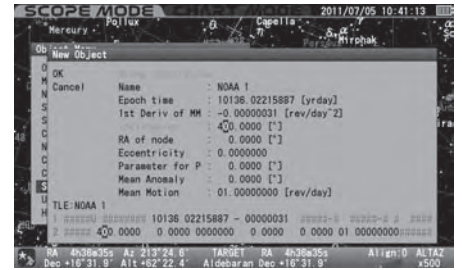 SCOPE MODE
CHART MODE
2011/07/05 10:41:13
Mercury
Pollux
Capella
Mirphak
Object Menu
New Object
OK
Cancel
Name : NOAA 1
Epoch time : 10136.02215887 [yrday]
1st Deriv of MM : -0.00000031 [rev/day^2]
: 400.0000 [°]
RA of node : 0.0000 [°]
Eccentricity : 0.0000000
Parameter for P : 0.0000 [°]
Mean Anomaly : 0.0000 [°]
Mean Motion : 01.00000000 [rev/day]
TLE:NOAA 1
1 10136 02215887 - 00000031
2 400 0000 0 0000 0000000 0 0000 0 0000 01 00000000
RA 4h36m35s Az 213°24.6' TARGET RA 4h36m35s Align:0 ALTAZ
Dec +16°31.9' Alt +62°22.4' Aldebaran Dec +16°31.9' x500